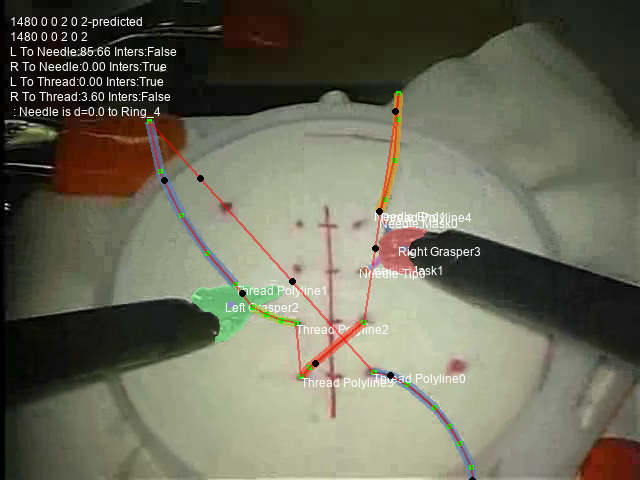 1480 0 0 2 0 2-predicted
1480 0 0 2 0 2
L To Needle:85.66 Inters:False
R To Needle:0.00 Inters:True
L To Thread:0.00 Inters:True
R To Thread:3.60 Inters:False
: Needle is d=0.0 to Ring_4
Thread Polyline4
Needle Mask0
Right Grasper3
Needle Tip0
Thread Polyline1
Left Grasper2
Thread Polyline2
Thread Polyline0